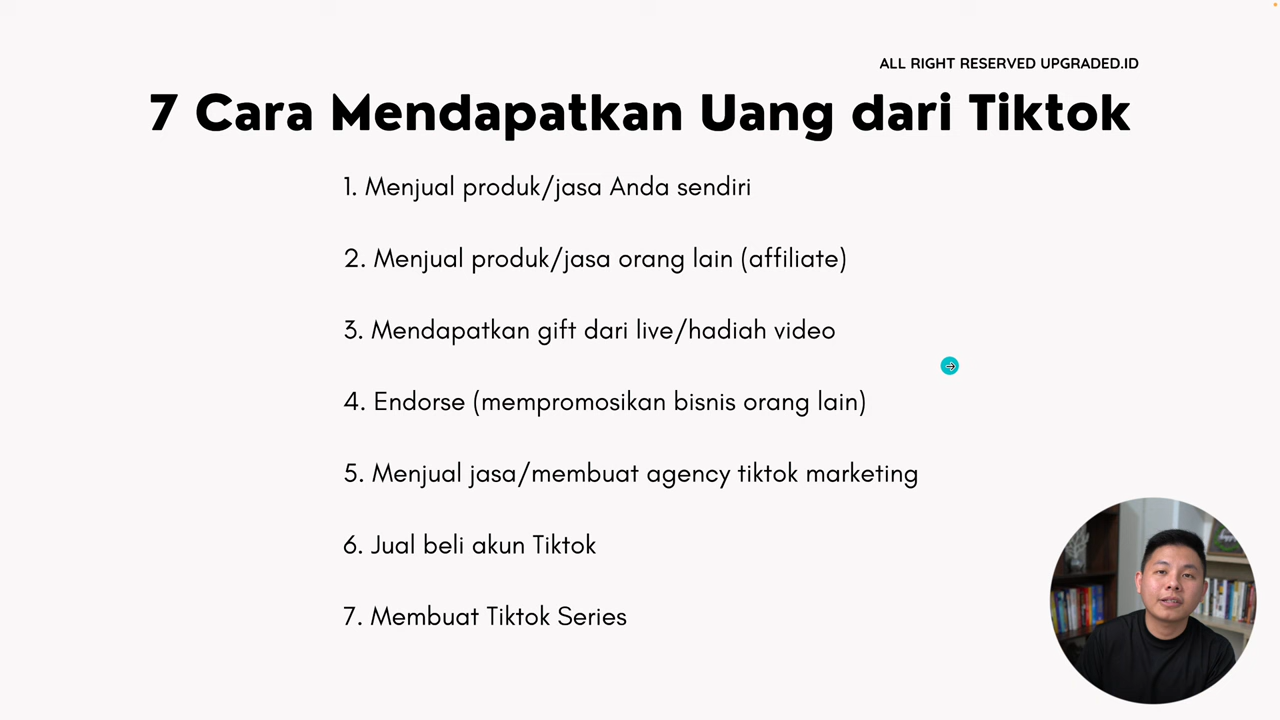 ALL RIGHT RESERVED UPGRADED.ID
7 Cara Mendapatkan Uang dari Tiktok
1. Menjual produk/jasa Anda sendiri
2. Menjual produk/jasa orang lain (affiliate)
3. Mendapatkan gift dari live/hadiah video
4. Endorse (mempromosikan bisnis orang lain)
5. Menjual jasa/membuat agency tiktok marketing
6. Jual beli akun Tiktok
7. Membuat Tiktok Series